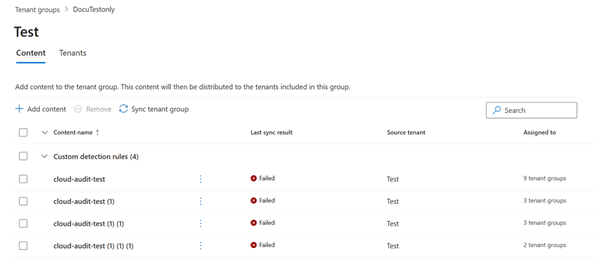 Tenant groups > DocuTestonly
Test
Content Tenants
Add content to the tenant group. This content will then be distributed to the tenants included in this group.
+ Add content Remove Sync tenant group Search
Content name ↑ Last sync result Source tenant Assigned to
Custom detection rules (4)
cloud-audit-test Failed Test 9 tenant groups
cloud-audit-test (1) Failed Test 3 tenant groups
cloud-audit-test (1) (1) Failed Test 3 tenant groups
cloud-audit-test (1) (1) (1) Failed Test 2 tenant groups